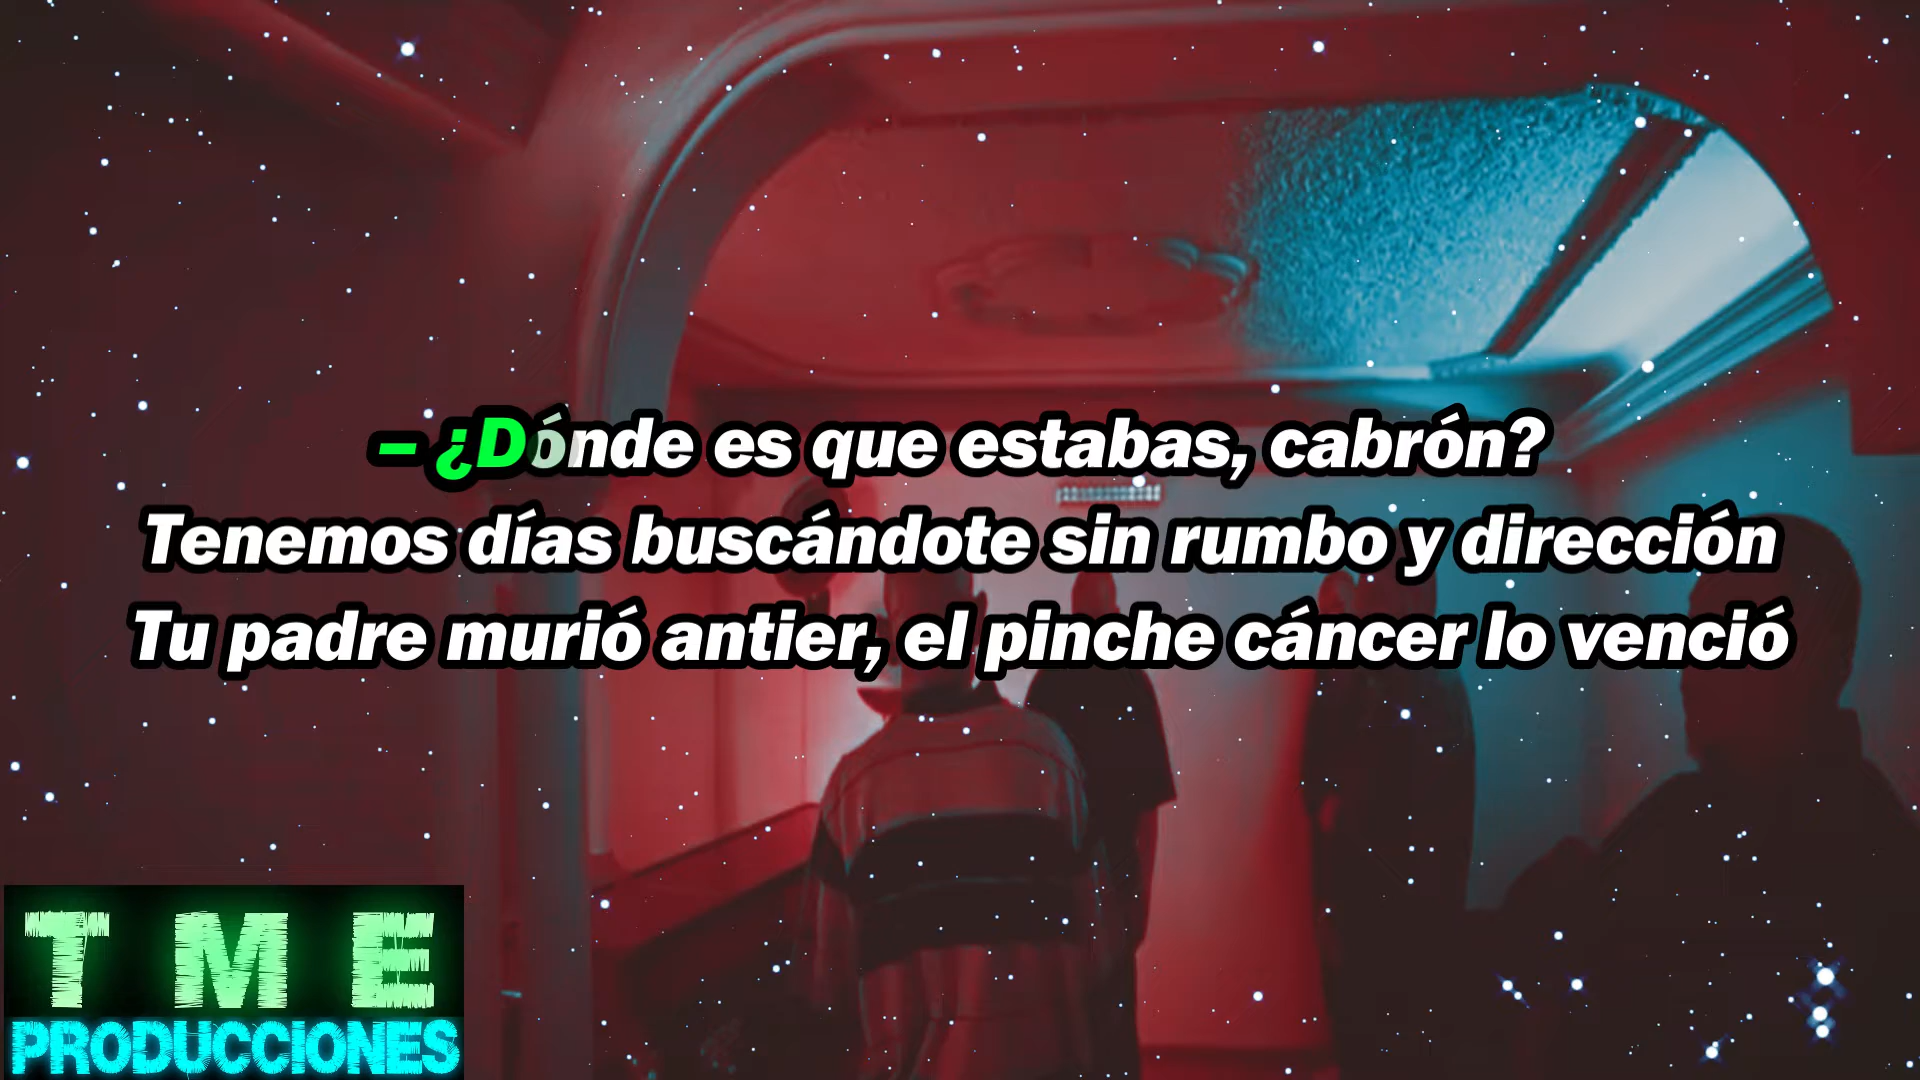 – ¿Dónde es que estabas, cabrón?
Tenemos días buscándote sin rumbo y dirección
Tu padre murió antier, el pinche cáncer lo venció
T M E
PRODUCCIONES